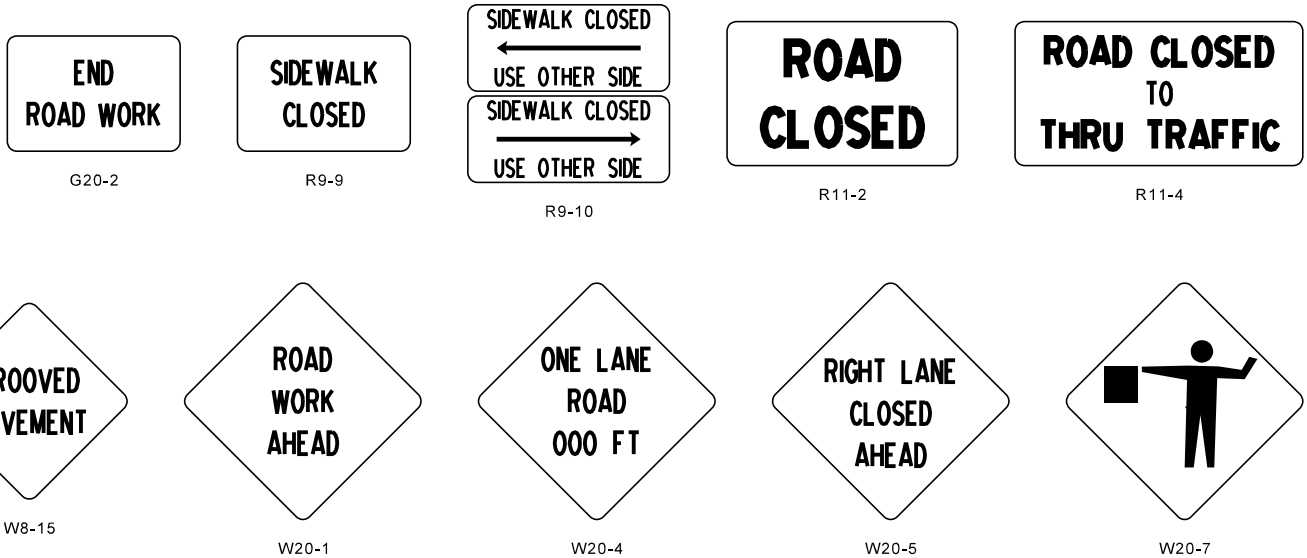 END
ROAD WORK
G20-2
SIDEWALK
CLOSED
R9-9
SIDEWALK CLOSED
USE OTHER SIDE
SIDEWALK CLOSED
USE OTHER SIDE
R9-10
ROAD
CLOSED
R11-2
ROAD CLOSED
TO
THRU TRAFFIC
R11-4
ROOVED
VEMENT
W8-15
ROAD
WORK
AHEAD
W20-1
ONE LANE
ROAD
000 FT
W20-4
RIGHT LANE
CLOSED
AHEAD
W20-5
W20-7